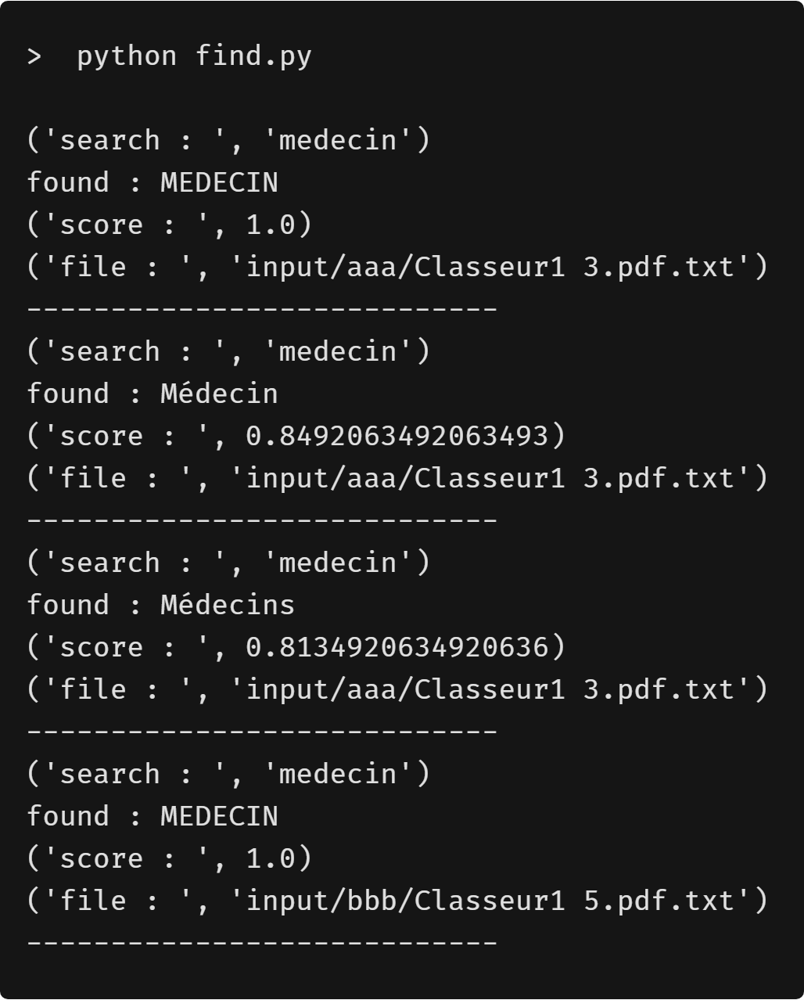 >  python find.py
('search : ', 'medecin')
found : MEDECIN
('score : ', 1.0)
('file : ', 'input/aaa/Classeur1 3.pdf.txt')
----------------------------
('search : ', 'medecin')
found : Médecin
('score : ', 0.8492063492063493)
('file : ', 'input/aaa/Classeur1 3.pdf.txt')
----------------------------
('search : ', 'medecin')
found : Médecins
('score : ', 0.8134920634920636)
('file : ', 'input/aaa/Classeur1 3.pdf.txt')
----------------------------
('search : ', 'medecin')
found : MEDECIN
('score : ', 1.0)
('file : ', 'input/bbb/Classeur1 5.pdf.txt')
----------------------------